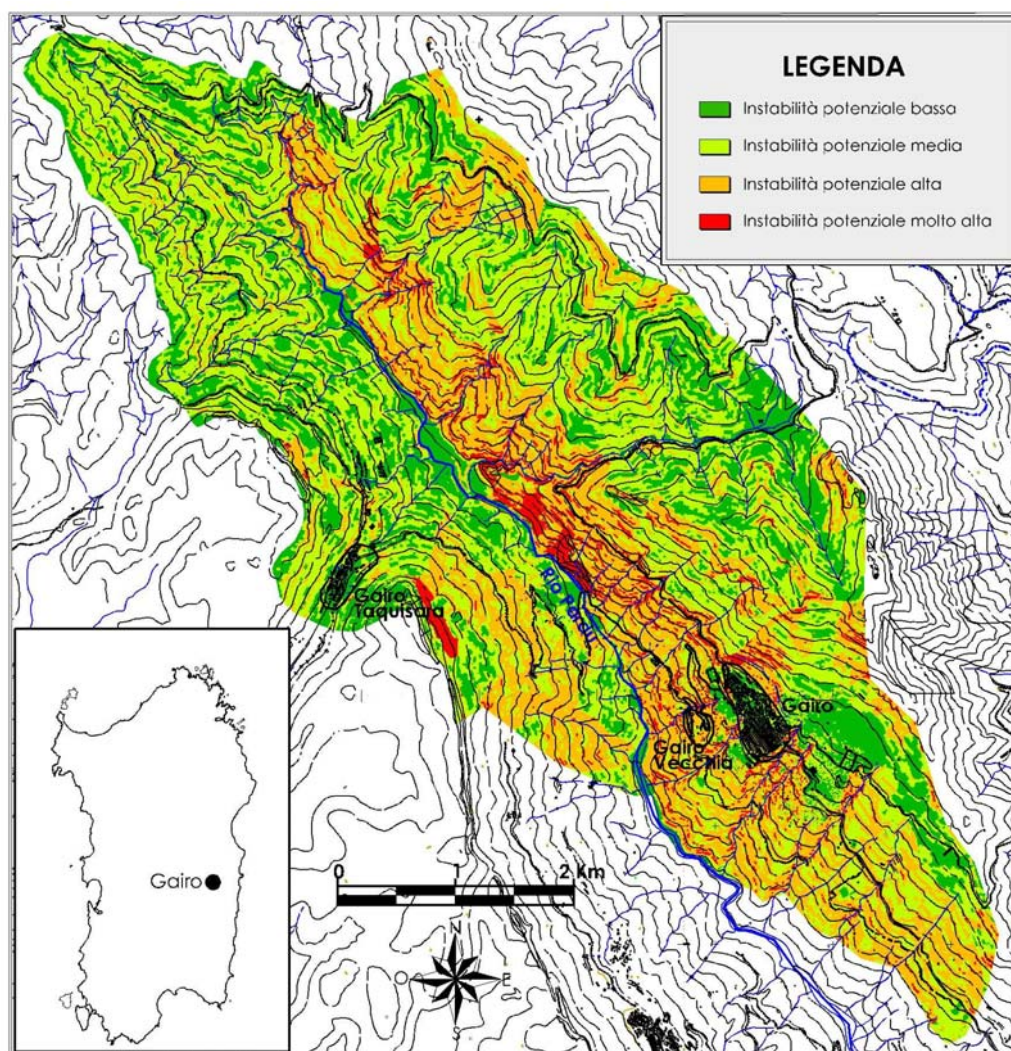 LEGENDA
Instabilità potenziale bassa
Instabilità potenziale media
Instabilità potenziale alta
Instabilità potenziale molto alta
Gairo
Taquisara
Rio Pardu
Gairo
Gairo
Vecchia
Gairo
0 1 2 Km
N
O E
S